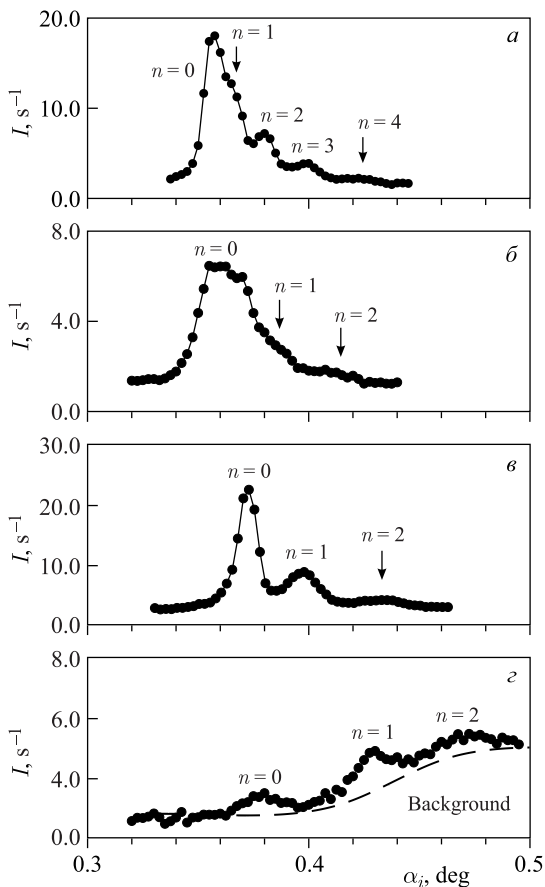 20.0
а
n = 1
n = 0
I, s⁻¹
10.0
n = 2
n = 4
n = 3
0.0
8.0
б
n = 0
n = 1
I, s⁻¹
4.0
n = 2
0.0
30.0
в
n = 0
20.0
n = 2
I, s⁻¹
n = 1
10.0
0.0
8.0
г
n = 2
n = 1
I, s⁻¹
4.0
n = 0
Background
0.0
0.3 0.4 0.5
αᵢ, deg